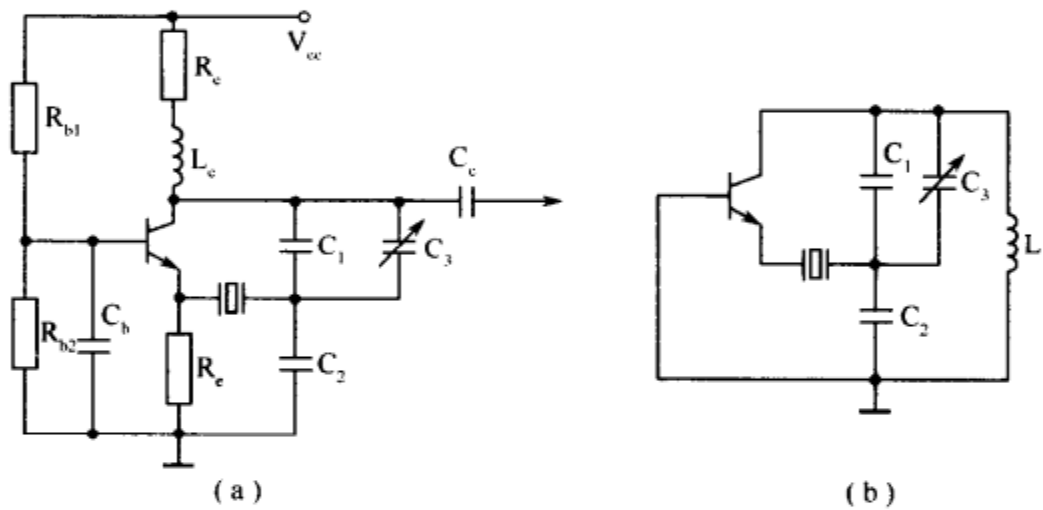 V_cc
R_c
R_b1
L_c
C_c
C_1
C_3
C_b
R_b2
R_e
C_2
(a)
C_1
C_3
L
C_2
(b)